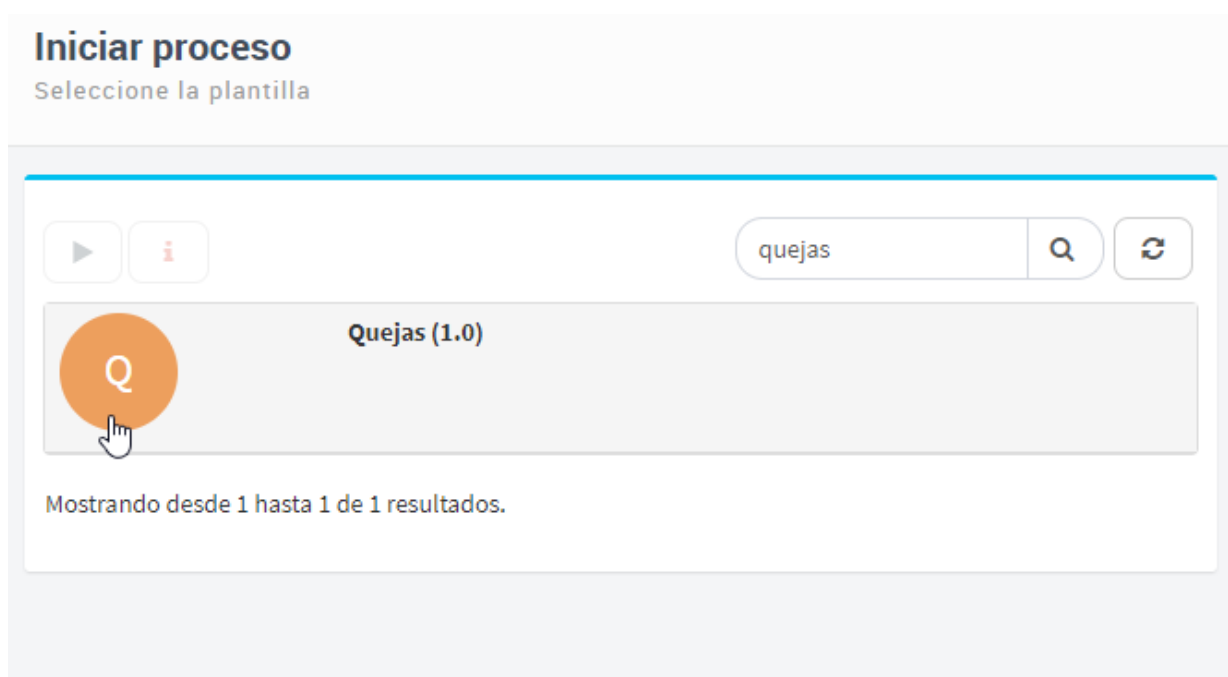 Iniciar proceso
Seleccione la plantilla
quejas
Quejas (1.0)
Q
Mostrando desde 1 hasta 1 de 1 resultados.